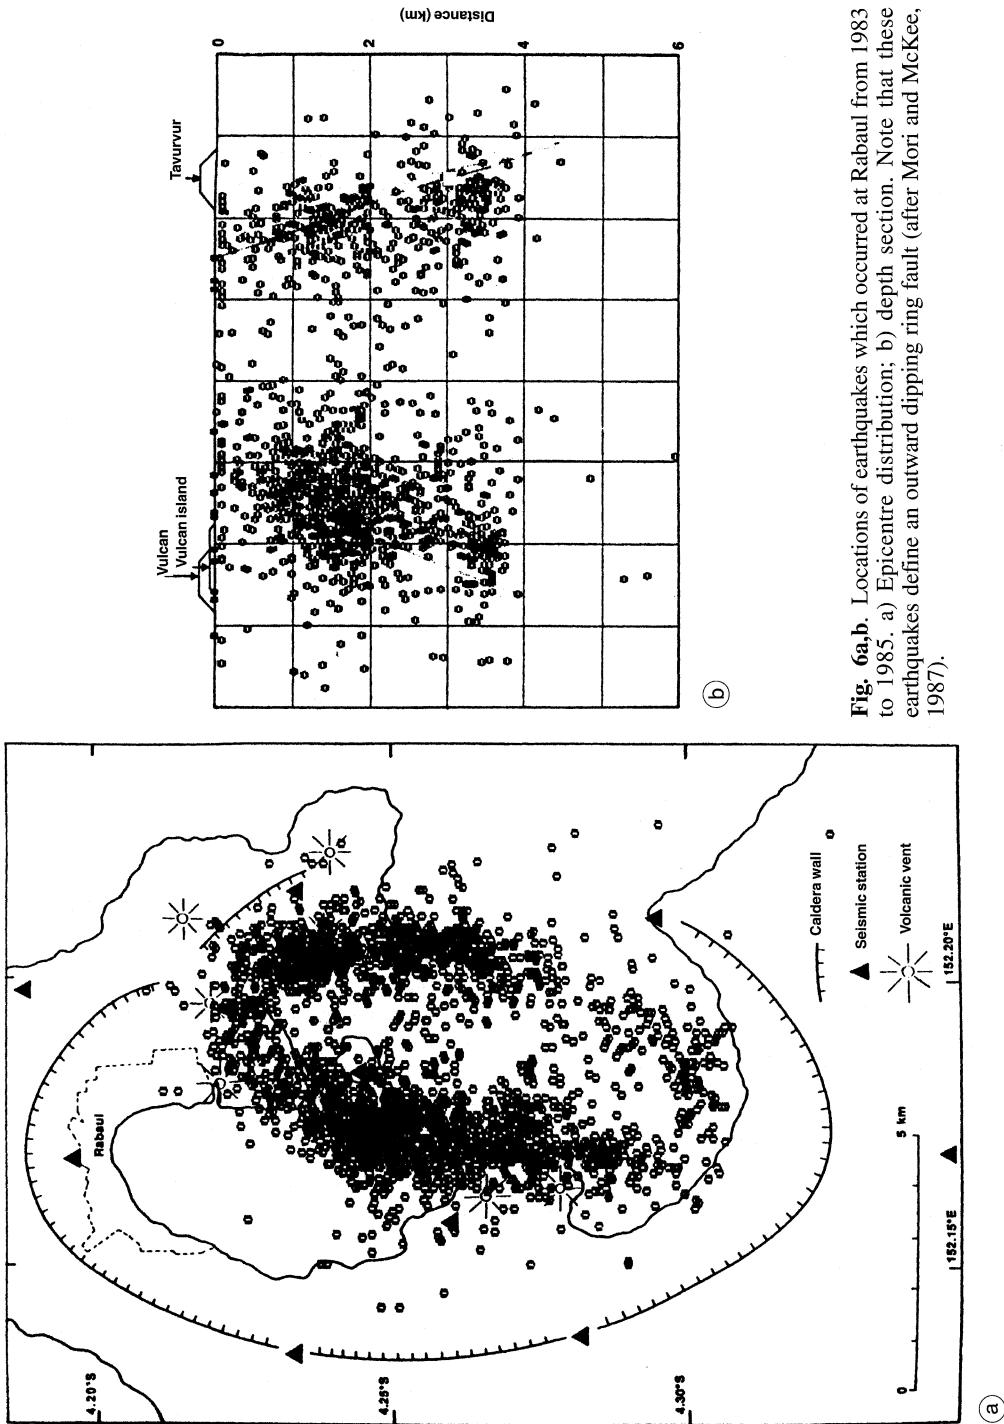 4.20°S
4.25°S
4.30°S
Rabaul
Caldera wall
Seismic station
Volcanic vent
0
5 km
152.15°E
152.20°E
a
Vulcan
Vulcan island
Tavurvur
0
2
4
6
Distance (km)
b
Fig. 6a,b. Locations of earthquakes which occurred at Rabaul from 1983
to 1985. a) Epicentre distribution; b) depth section. Note that these
earthquakes define an outward dipping ring fault (after Mori and McKee,
1987).